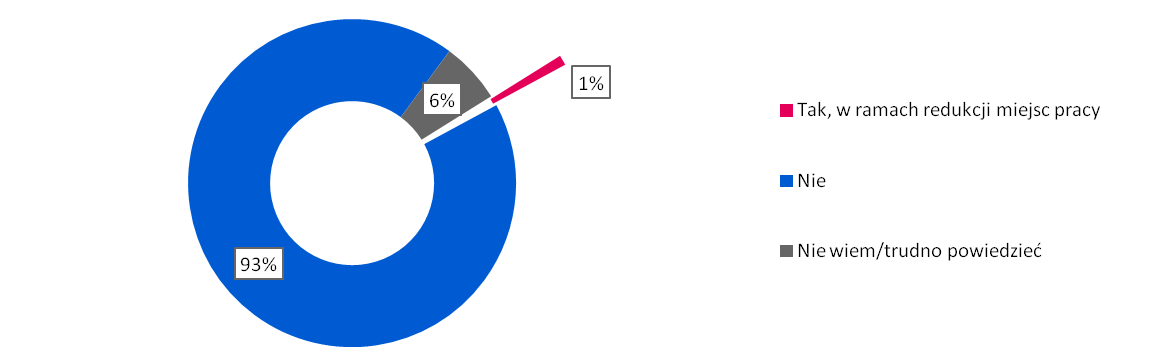 6%
1%
93%
Tak, w ramach redukcji miejsc pracy
Nie
Nie wiem/trudno powiedzieć